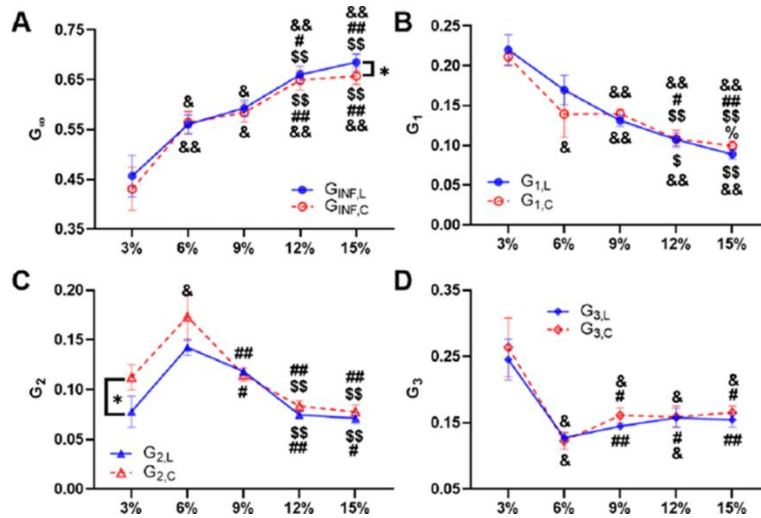 A
G∞
0.75
0.65
0.55
0.45
0.35
&& &&
# ##
$$ $$
*
& &
&& &
$$ $$
## ##
&& &&
G_INF,L
G_INF,C
3% 6% 9% 12% 15%
B
G1
0.25
0.20
0.15
0.10
0.05
0.00
&& && &&
# ##
$$ $$
%
& &&
$ $$
&& &&
G1,L
G1,C
3% 6% 9% 12% 15%
C
G2
0.20
0.15
0.10
0.05
0.00
&
*
## ## ##
$$ $$
#
$$ $$
## #
G2,L
G2,C
3% 6% 9% 12% 15%
D
G3
0.35
0.25
0.15
0.05
G3,L
G3,C
& & & &
# #
& ## # ##
&
3% 6% 9% 12% 15%